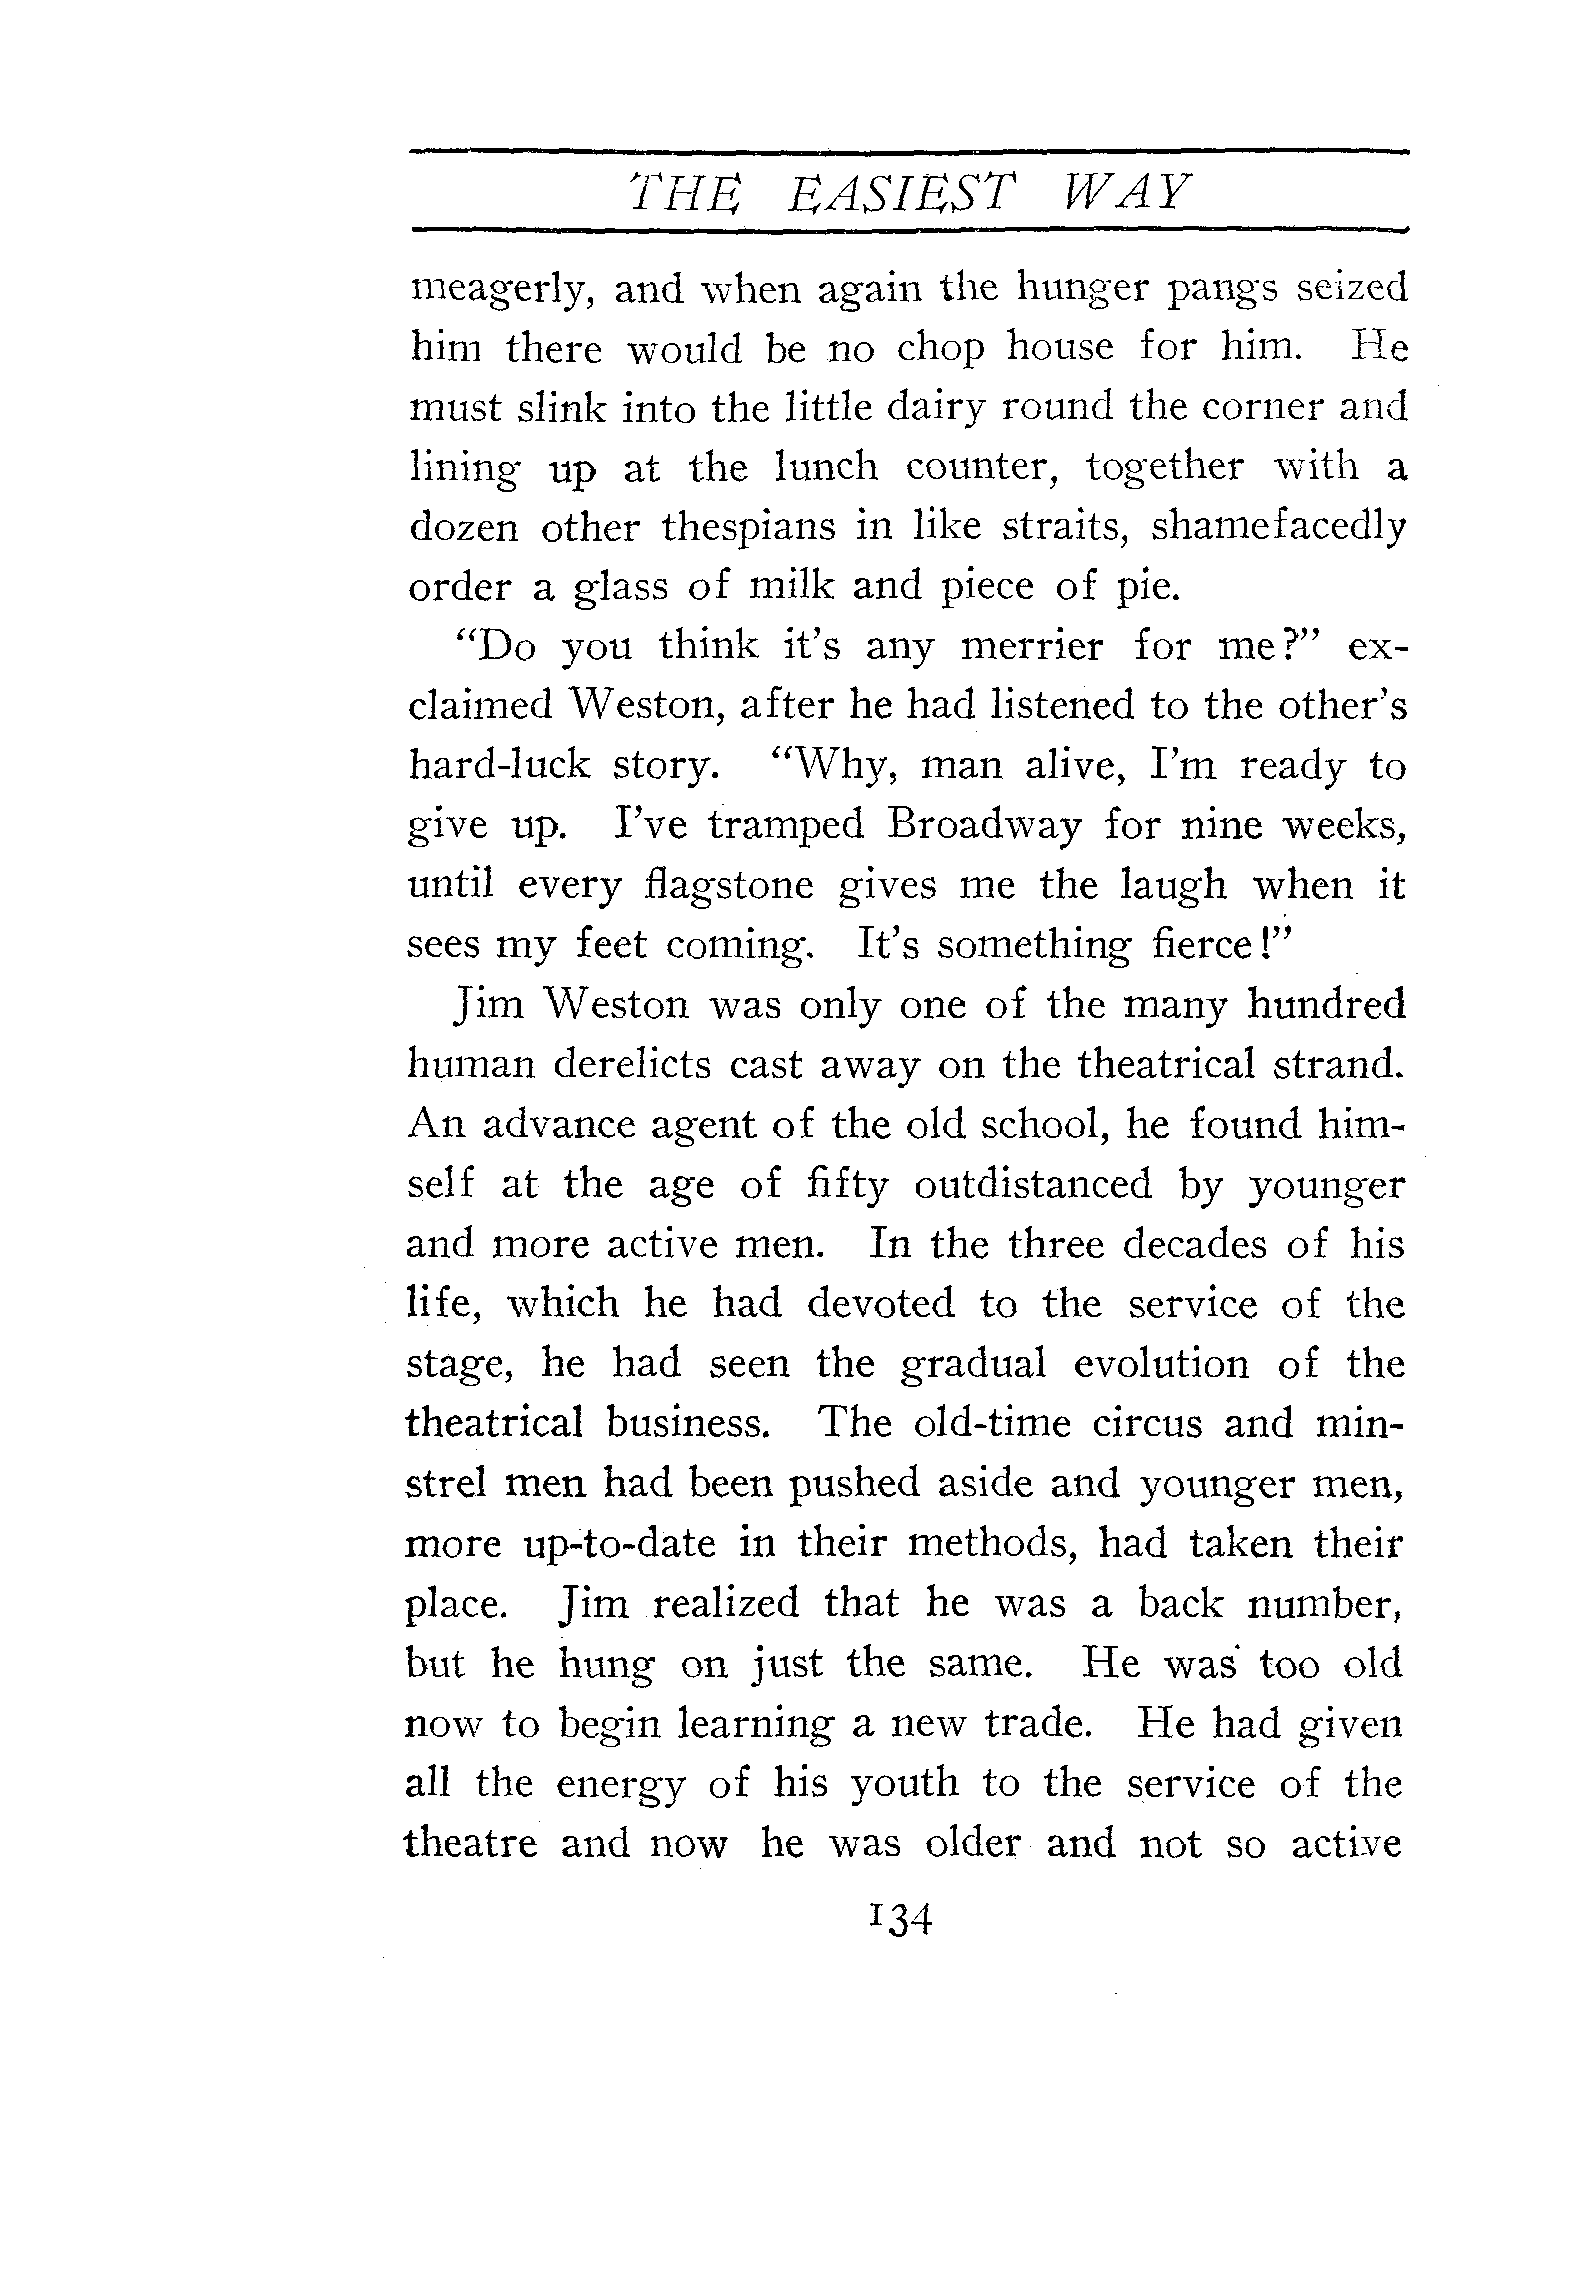 THE EASIEST WAY
meagerly, and when again the hunger pangs seized
him there would be no chop house for him. He
must slink into the little dairy round the corner and
lining up at the lunch counter, together with a
dozen other thespians in like straits, shamefacedly
order a glass of milk and piece of pie.
“Do you think it’s any merrier for me?” ex-
claimed Weston, after he had listened to the other’s
hard-luck story. “Why, man alive, I’m ready to
give up. I’ve tramped Broadway for nine weeks,
until every flagstone gives me the laugh when it
sees my feet coming. It’s something fierce!”
Jim Weston was only one of the many hundred
human derelicts cast away on the theatrical strand.
An advance agent of the old school, he found him-
self at the age of fifty outdistanced by younger
and more active men. In the three decades of his
life, which he had devoted to the service of the
stage, he had seen the gradual evolution of the
theatrical business. The old-time circus and min-
strel men had been pushed aside and younger men,
more up-to-date in their methods, had taken their
place. Jim realized that he was a back number,
but he hung on just the same. He was too old
now to begin learning a new trade. He had given
all the energy of his youth to the service of the
theatre and now he was older and not so active
134